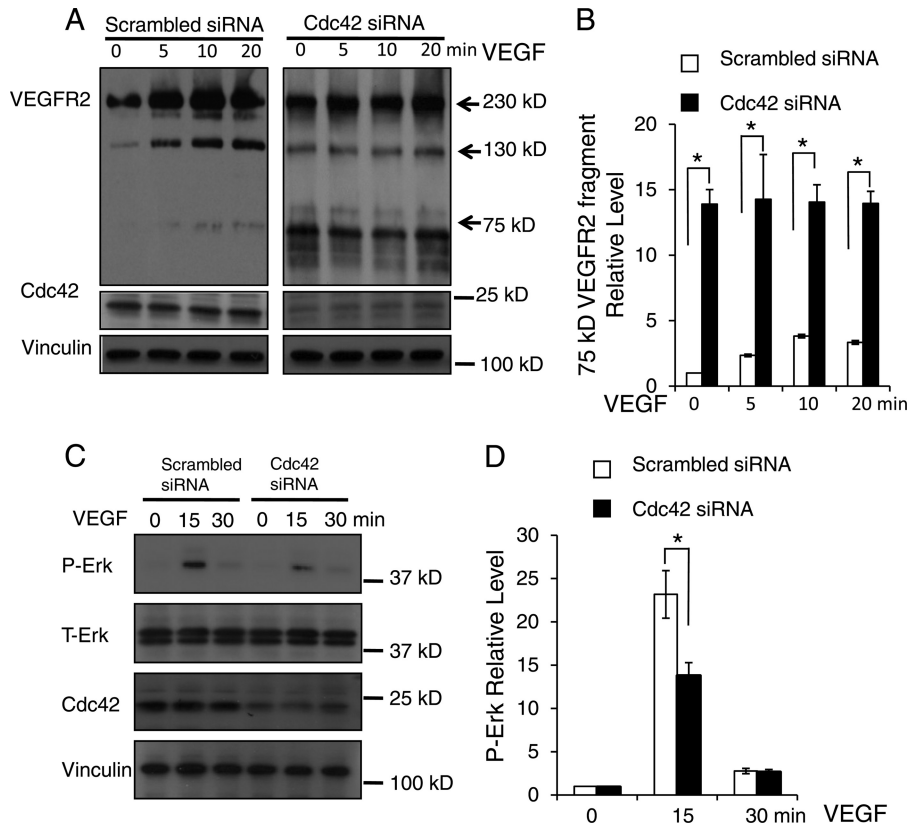 A
Scrambled siRNA
Cdc42 siRNA
0 5 10 20
0 5 10 20 min VEGF
VEGFR2
230 kD
130 kD
75 kD
Cdc42
25 kD
Vinculin
100 kD
B
Scrambled siRNA
Cdc42 siRNA
75 kD VEGFR2 fragment
Relative Level
20
15
10
5
0
* * * *
VEGF 0 5 10 20 min
C
Scrambled
siRNA
Cdc42
siRNA
VEGF 0 15 30 0 15 30 min
P-Erk
37 kD
T-Erk
37 kD
Cdc42
25 kD
Vinculin
100 kD
D
Scrambled siRNA
Cdc42 siRNA
P-Erk Relative Level
30
25
20
15
10
5
0
*
0 15 30 min VEGF